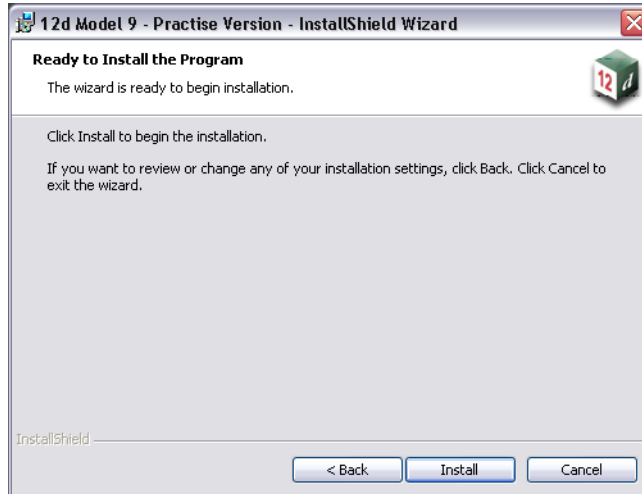 12d Model 9 - Practise Version - InstallShield Wizard
Ready to Install the Program
The wizard is ready to begin installation.
12 d
Click Install to begin the installation.
If you want to review or change any of your installation settings, click Back. Click Cancel to
exit the wizard.
InstallShield
< Back Install Cancel